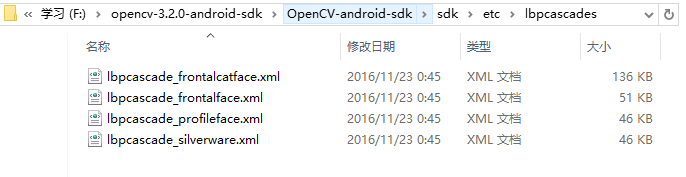 学习 (F:) › opencv-3.2.0-android-sdk › OpenCV-android-sdk › sdk › etc › lbpcascades
名称 修改日期 类型 大小
lbpcascade_frontalcatface.xml 2016/11/23 0:45 XML 文档 136 KB
lbpcascade_frontalface.xml 2016/11/23 0:45 XML 文档 51 KB
lbpcascade_profileface.xml 2016/11/23 0:45 XML 文档 46 KB
lbpcascade_silverware.xml 2016/11/23 0:45 XML 文档 46 KB